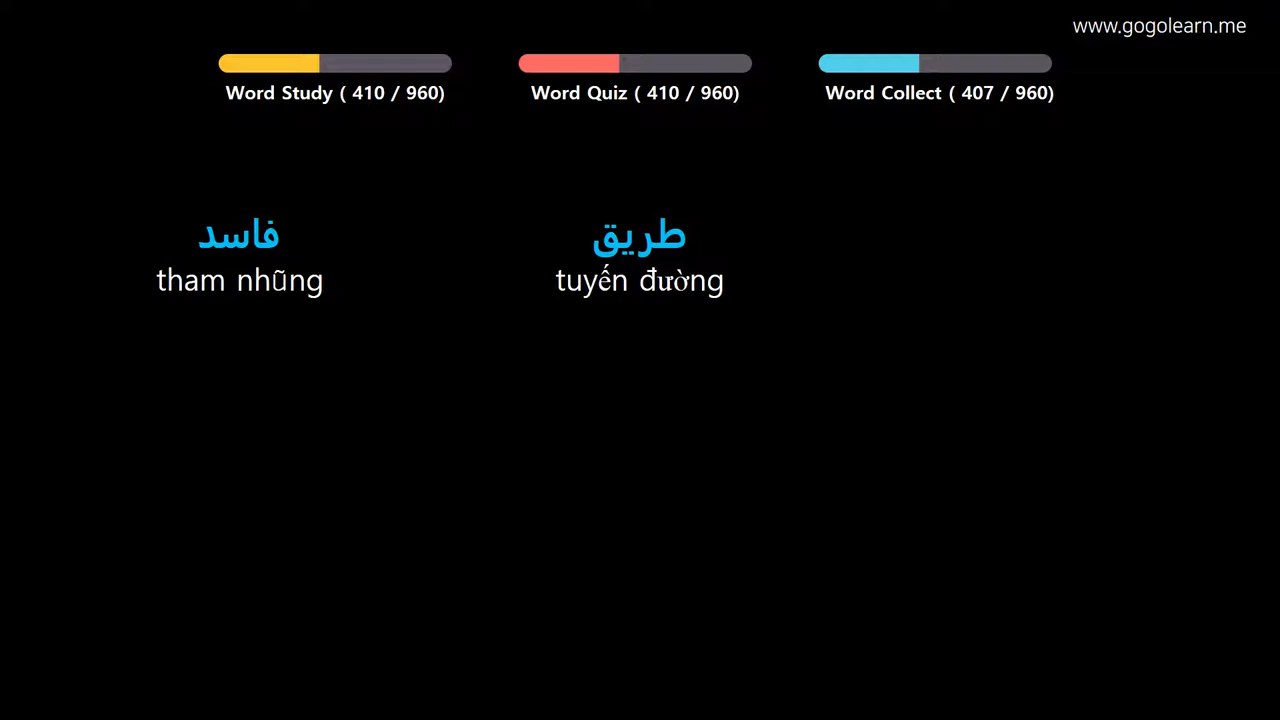 www.gogolearn.me
Word Study ( 410 / 960)
Word Quiz ( 410 / 960)
Word Collect ( 407 / 960)
فاسد
tham nhũng
طريق
tuyến đường